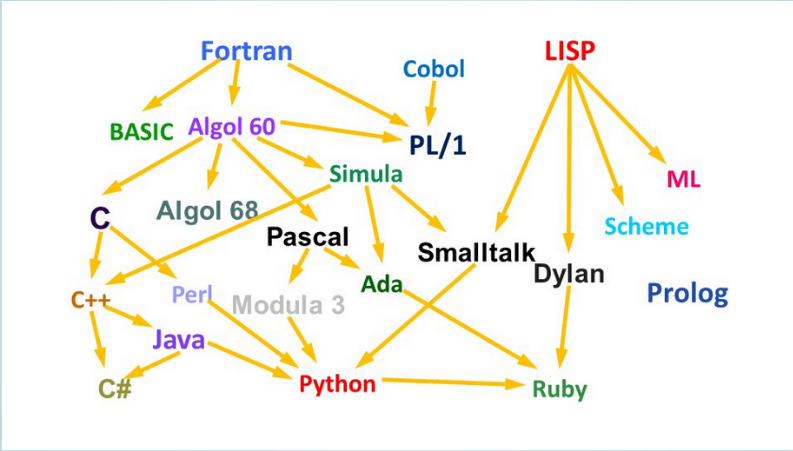 Fortran
Cobol
LISP
BASIC
Algol 60
PL/1
Simula
ML
C
Algol 68
Pascal
Scheme
Smalltalk
Dylan
C++
Perl
Modula 3
Ada
Prolog
Java
C#
Python
Ruby